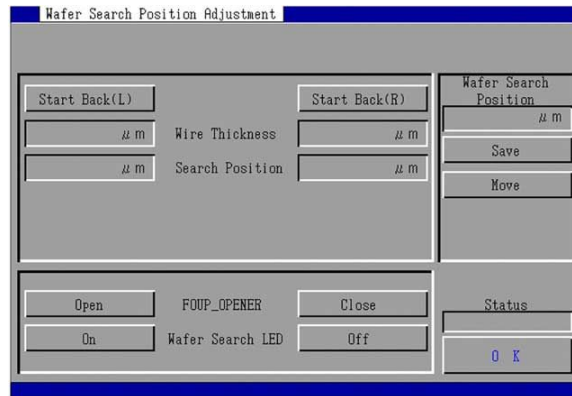 Wafer Search Position Adjustment
Start Back(L)
Start Back(R)
μm
Wire Thickness
μm
μm
Search Position
μm
Wafer Search
Position
μm
Save
Move
Open
FOUP_OPENER
Close
On
Wafer Search LED
Off
Status
O K